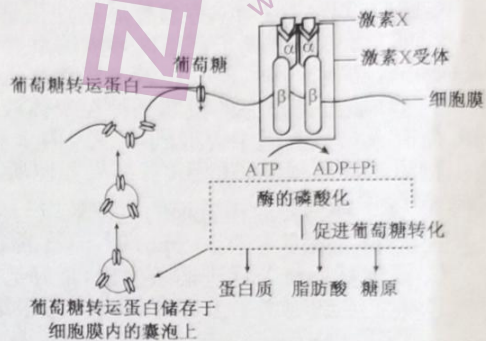 激素X
α α
激素X受体
葡萄糖
葡萄糖转运蛋白
β β
细胞膜
ATP ADP+Pi
酶的磷酸化
促进葡萄糖转化
蛋白质 脂肪酸 糖原
葡萄糖转运蛋白储存于
细胞膜内的囊泡上